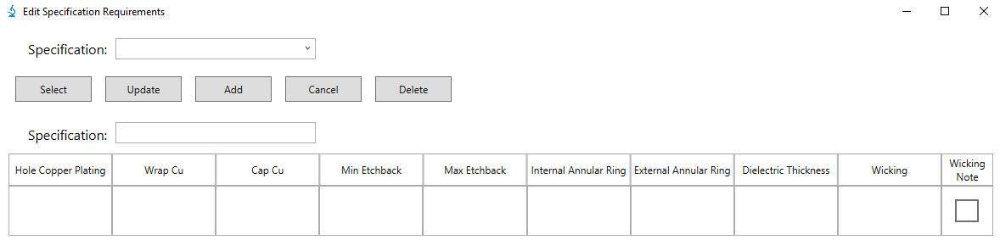 Edit Specification Requirements
Specification:
Select Update Add Cancel Delete
Specification:
Hole Copper Plating Wrap Cu Cap Cu Min Etchback Max Etchback Internal Annular Ring External Annular Ring Dielectric Thickness Wicking Wicking
Note